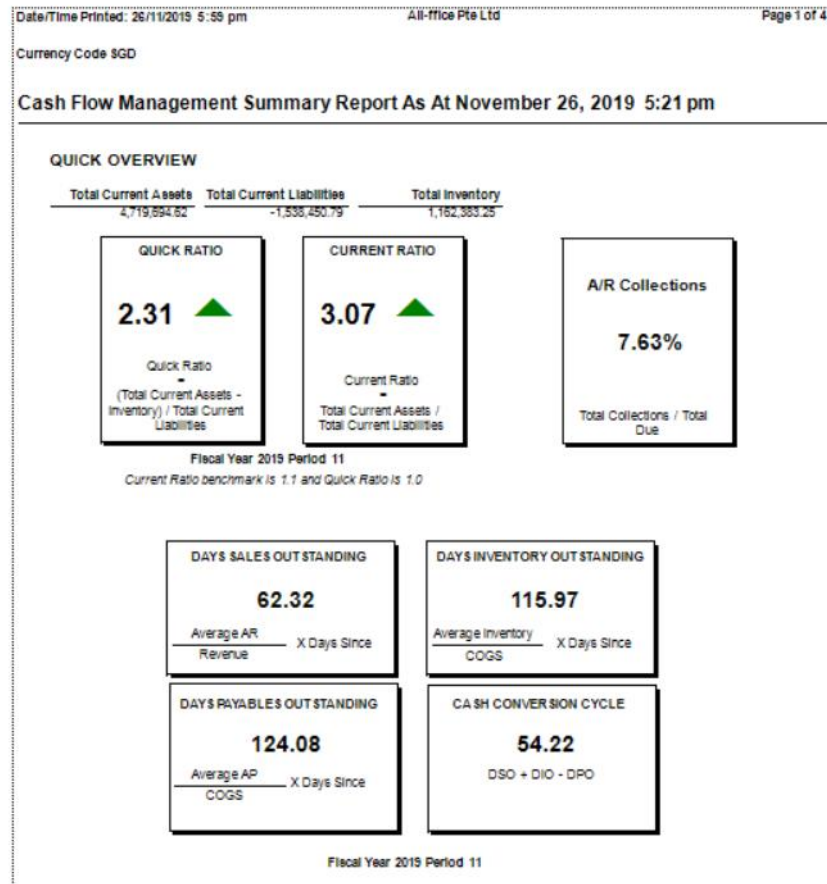 Date/Time Printed: 26/11/2019 5:59 pm All-ffice Pte Ltd Page 1 of 4
Currency Code SGD
Cash Flow Management Summary Report As At November 26, 2019 5:21 pm
QUICK OVERVIEW
Total Current Assets Total Current Liabilities Total Inventory
4,719,694.62 -1,538,450.79 1,162,383.25
QUICK RATIO
2.31
Quick Ratio
=
(Total Current Assets -
Inventory) / Total Current
Liabilities
CURRENT RATIO
3.07
Current Ratio
=
Total Current Assets /
Total Current Liabilities
A/R Collections
7.63%
Total Collections / Total
Due
Fiscal Year 2019 Period 11
Current Ratio benchmark is 1.1 and Quick Ratio is 1.0
DAYS SALES OUTSTANDING
62.32
Average AR
Revenue
X Days Since
DAYS INVENTORY OUTSTANDING
115.97
Average Inventory
COGS
X Days Since
DAYS PAYABLES OUTSTANDING
124.08
Average AP
COGS
X Days Since
CASH CONVERSION CYCLE
54.22
DSO + DIO - DPO
Fiscal Year 2019 Period 11